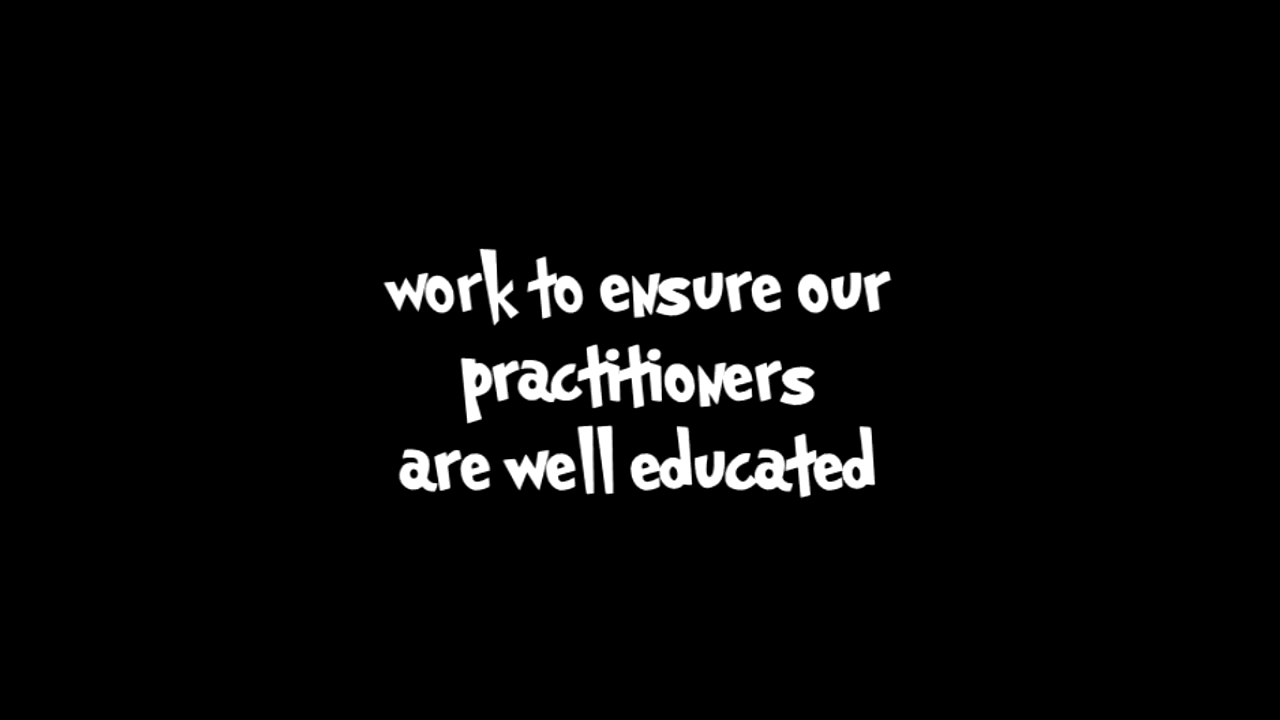 work to ensure our
practitioners
are well educated